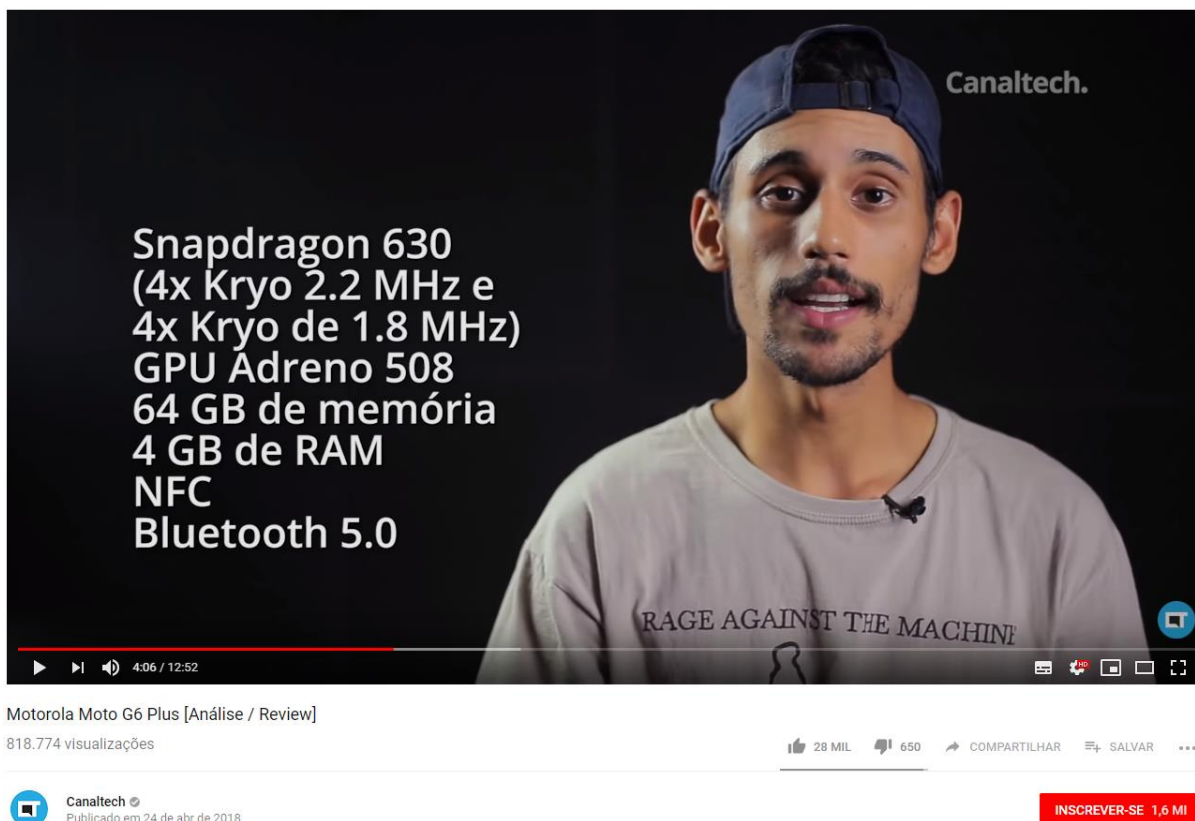 Canaltech.
Snapdragon 630
(4x Kryo 2.2 MHz e
4x Kryo de 1.8 MHz)
GPU Adreno 508
64 GB de memória
4 GB de RAM
NFC
Bluetooth 5.0
RAGE AGAINST THE MACHINE
4:06 / 12:52
HD
Motorola Moto G6 Plus [Análise / Review]
818.774 visualizações
28 MIL 650 COMPARTILHAR SALVAR
Canaltech
Publicado em 24 de abr de 2018
INSCREVER-SE 1,6 MI